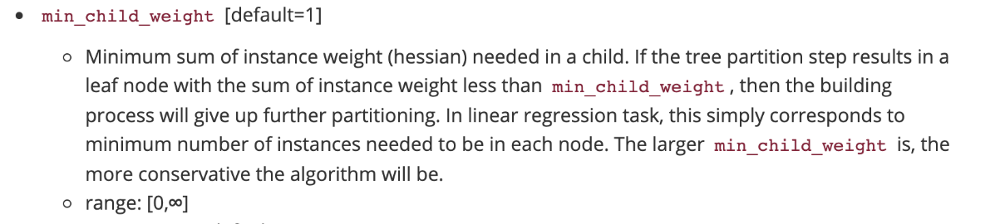 • min_child_weight [default=1]
○ Minimum sum of instance weight (hessian) needed in a child. If the tree partition step results in a
leaf node with the sum of instance weight less than min_child_weight , then the building
process will give up further partitioning. In linear regression task, this simply corresponds to
minimum number of instances needed to be in each node. The larger min_child_weight is, the
more conservative the algorithm will be.
○ range: [0,∞]